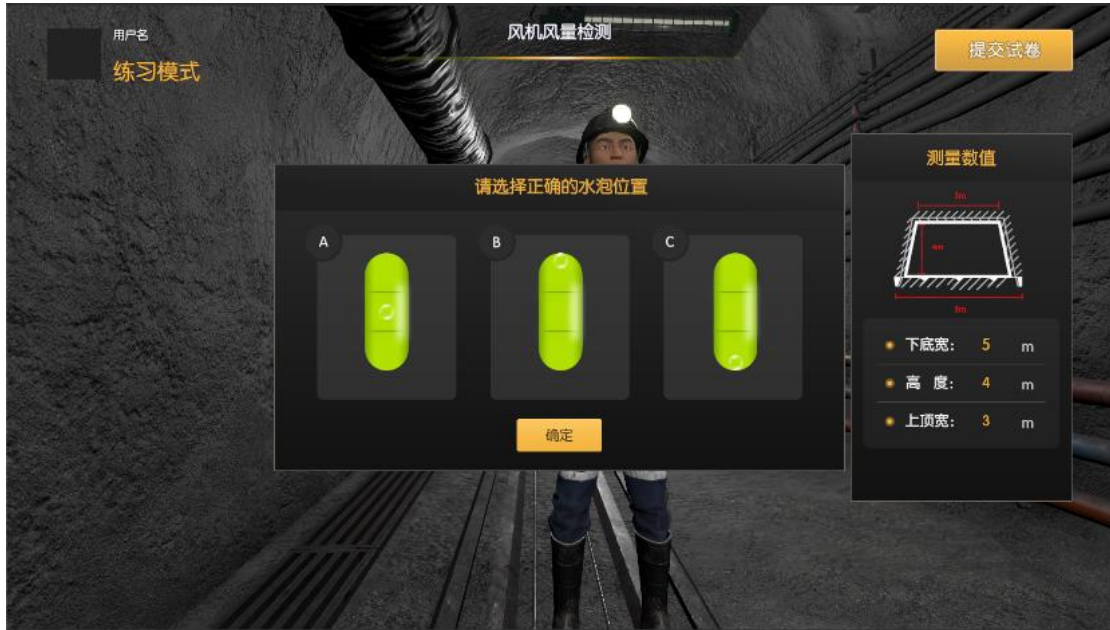 用户名
练习模式
风机风量检测
提交试卷
请选择正确的水泡位置
A
B
C
确定
测量数值
3m
4m
5m
下底宽: 5 m
高 度: 4 m
上顶宽: 3 m